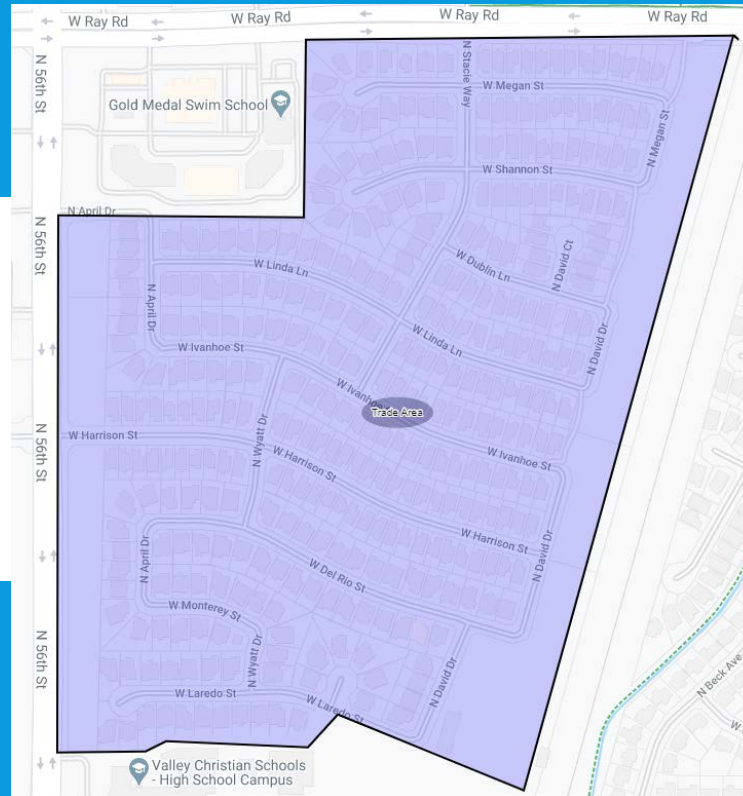 W Ray Rd
W Ray Rd
W Ray Rd
W Ray Rd
N 56th St
N Stacie Way
W Megan St
Gold Medal Swim School
N Megan St
W Shannon St
N April Dr
N 56th St
W Dublin Ln
N David Ct
W Linda Ln
N April Dr
W Linda Ln
N David Dr
W Ivanhoe St
W Ivanhoe
Trade Area
N 56th St
W Harrison St
N Wyatt Dr
W Ivanhoe St
W Harrison St
W Harrison St
N David Dr
N April Dr
W Del Rio St
W Monterey St
N 56th St
N Wyatt Dr
N David Dr
N Beck Ave
W Laredo St
W Laredo St
W
Valley Christian Schools
- High School Campus